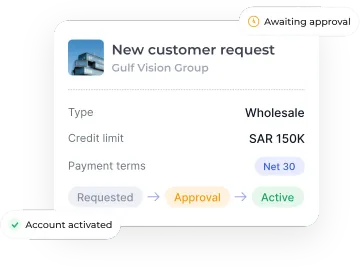 Awaiting approval
New customer request
Gulf Vision Group
Type Wholesale
Credit limit SAR 150K
Payment terms Net 30
Requested → Approval → Active
Account activated